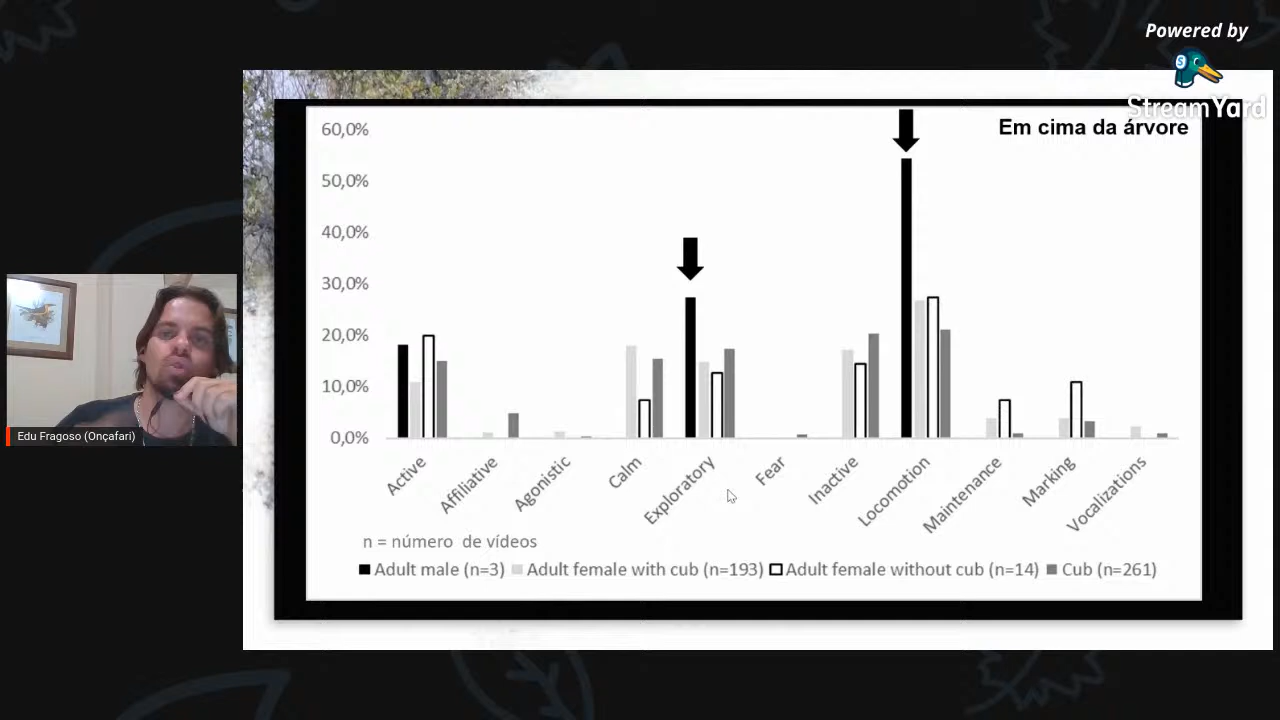 Powered by
StreamYard
Em cima da árvore
60,0%
50,0%
40,0%
30,0%
20,0%
10,0%
0,0%
Active
Affiliative
Agonistic
Calm
Exploratory
Fear
Inactive
Locomotion
Maintenance
Marking
Vocalizations
n = número de vídeos
Adult male (n=3) Adult female with cub (n=193) Adult female without cub (n=14) Cub (n=261)
Edu Fragoso (Onçafari)